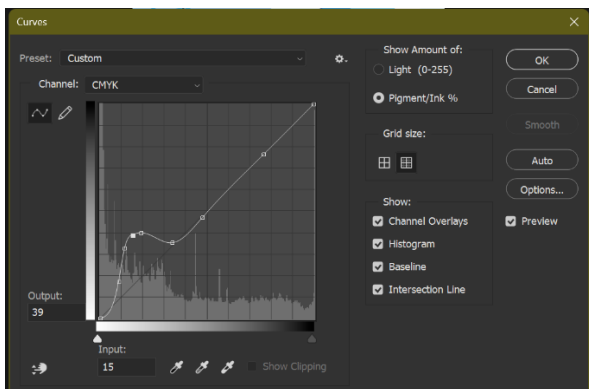 Curves
Preset: Custom
Channel: CMYK
Output:
39
Input:
15
Show Clipping
Show Amount of:
Light (0-255)
Pigment/Ink %
Grid size:
Show:
Channel Overlays
Histogram
Baseline
Intersection Line
OK
Cancel
Smooth
Auto
Options...
Preview